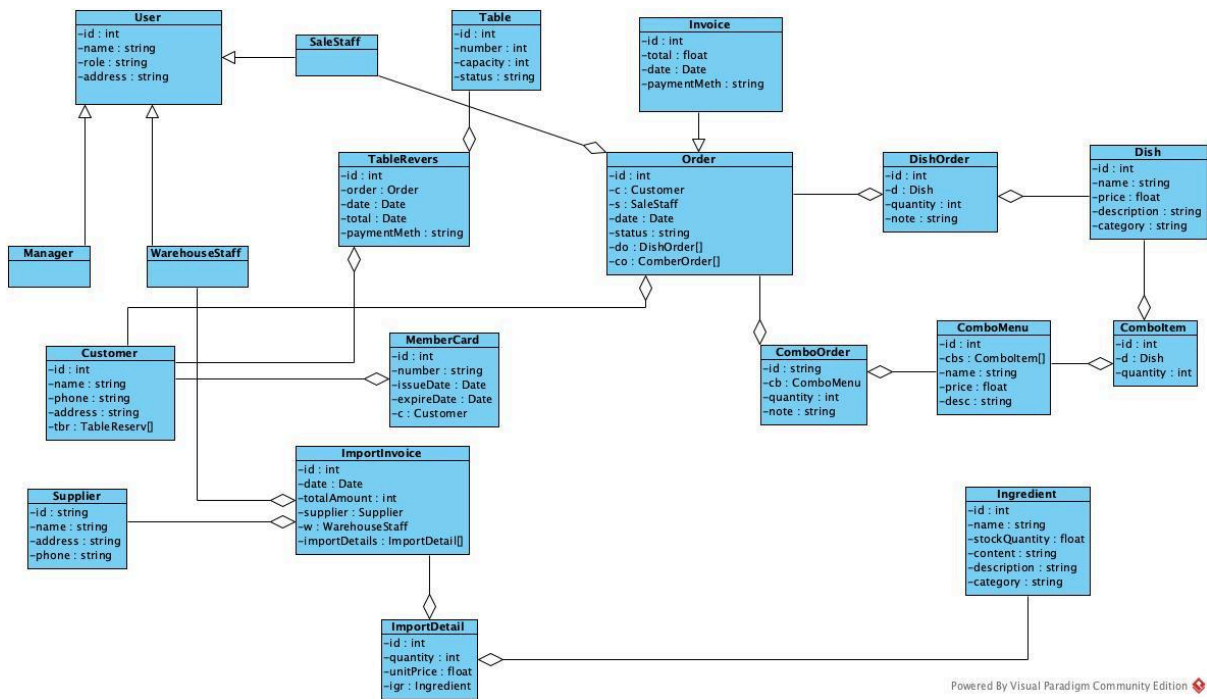 User
-id : int
-name : string
-role : string
-address : string
SaleStaff
Table
-id : int
-number : int
-capacity : int
-status : string
Invoice
-id : int
-total : float
-date : Date
-paymentMeth : string
TableRevers
-id : int
-order : Order
-date : Date
-total : Date
-paymentMeth : string
Order
-id : int
-c : Customer
-s : SaleStaff
-date : Date
-status : string
-do : DishOrder[]
-co : ComberOrder[]
DishOrder
-id : int
-d : Dish
-quantity : int
-note : string
Dish
-id : int
-name : string
-price : float
-description : string
-category : string
Manager
WarehouseStaff
Customer
-id : int
-name : string
-phone : string
-address : string
-tbr : TableReserv[]
MemberCard
-id : int
-number : string
-issueDate : Date
-expireDate : Date
-c : Customer
ComboOrder
-id : string
-cb : ComboMenu
-quantity : int
-note : string
ComboMenu
-id : int
-cbs : ComboItem[]
-name : string
-price : float
-desc : string
ComboItem
-id : int
-d : Dish
-quantity : int
ImportInvoice
-id : int
-date : Date
-totalAmount : int
-supplier : Supplier
-w : WarehouseStaff
-importDetails : ImportDetail[]
Supplier
-id : string
-name : string
-address : string
-phone : string
Ingredient
-id : int
-name : string
-stockQuantity : float
-content : string
-description : string
-category : string
ImportDetail
-id : int
-quantity : int
-unitPrice : float
-igr : Ingredient
Powered By Visual Paradigm Community Edition